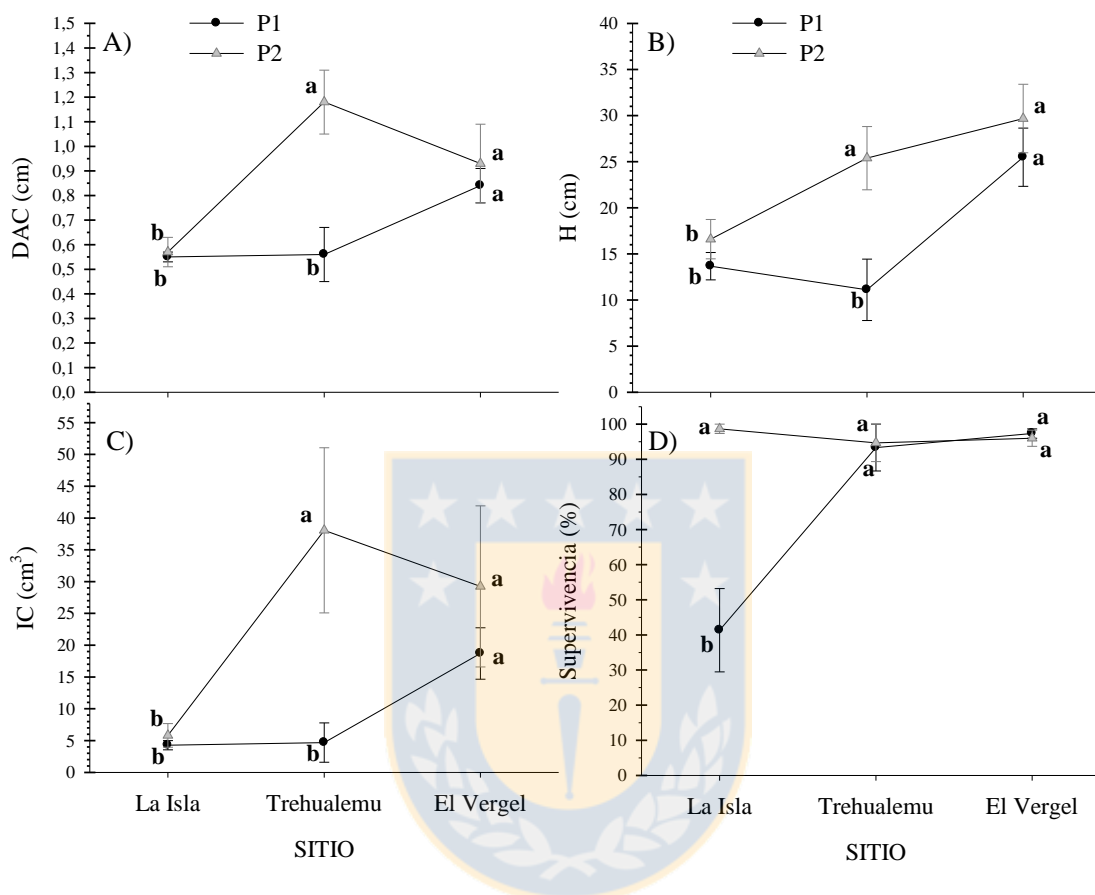 P1
P2
A)
1,5
1,4
1,3
1,2
1,1
1,0
0,9
0,8
0,7
0,6
0,5
0,4
0,3
0,2
0,1
0,0
DAC (cm)
b
b
a
b
a
a
P1
P2
B)
40
35
30
25
20
15
10
5
0
H (cm)
b
b
a
b
a
a
C)
55
50
45
40
35
30
25
20
15
10
5
0
IC (cm³)
b
b
a
b
a
a
La Isla
Trehualemu
El Vergel
SITIO
D)
100
90
80
70
60
50
40
30
20
10
0
Supervivencia (%)
a
b
a
a
a
a
La Isla
Trehualemu
El Vergel
SITIO